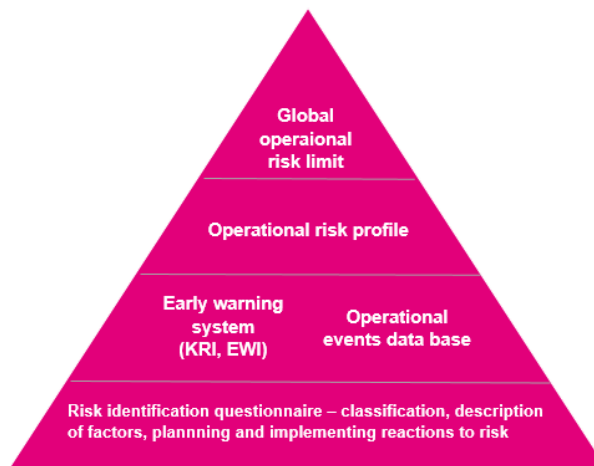 Global
operaional
risk limit
Operational risk profile
Early warning
system
(KRI, EWI)
Operational
events data base
Risk identification questionnaire – classification, description
of factors, plannning and implementing reactions to risk